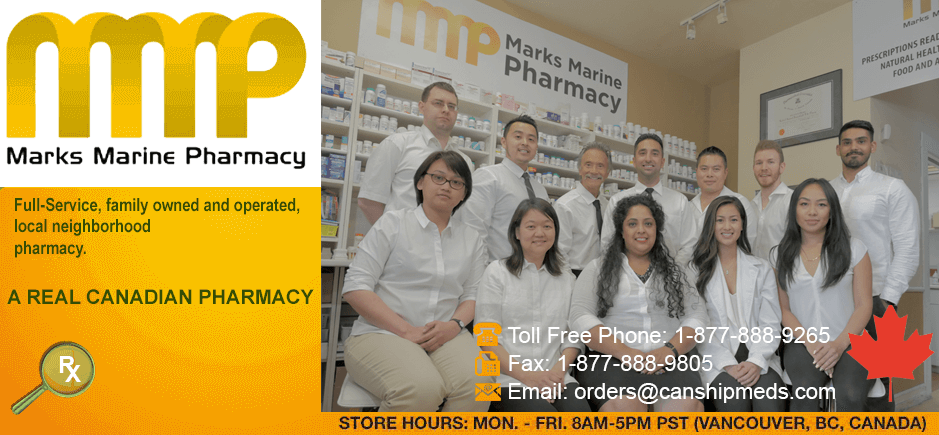 Marks Marine Pharmacy
Full-Service, family owned and operated,
local neighborhood
pharmacy.
A REAL CANADIAN PHARMACY
Rx
mmp Marks Marine
Pharmacy
mmp
PRESCRIPTIONS REA
NATURAL HEAL
FOOD AND A
Toll Free Phone: 1-877-888-9265
Fax: 1-877-888-9805
Email: orders@canshipmeds.com
STORE HOURS: MON. - FRI. 8AM-5PM PST (VANCOUVER, BC, CANADA)